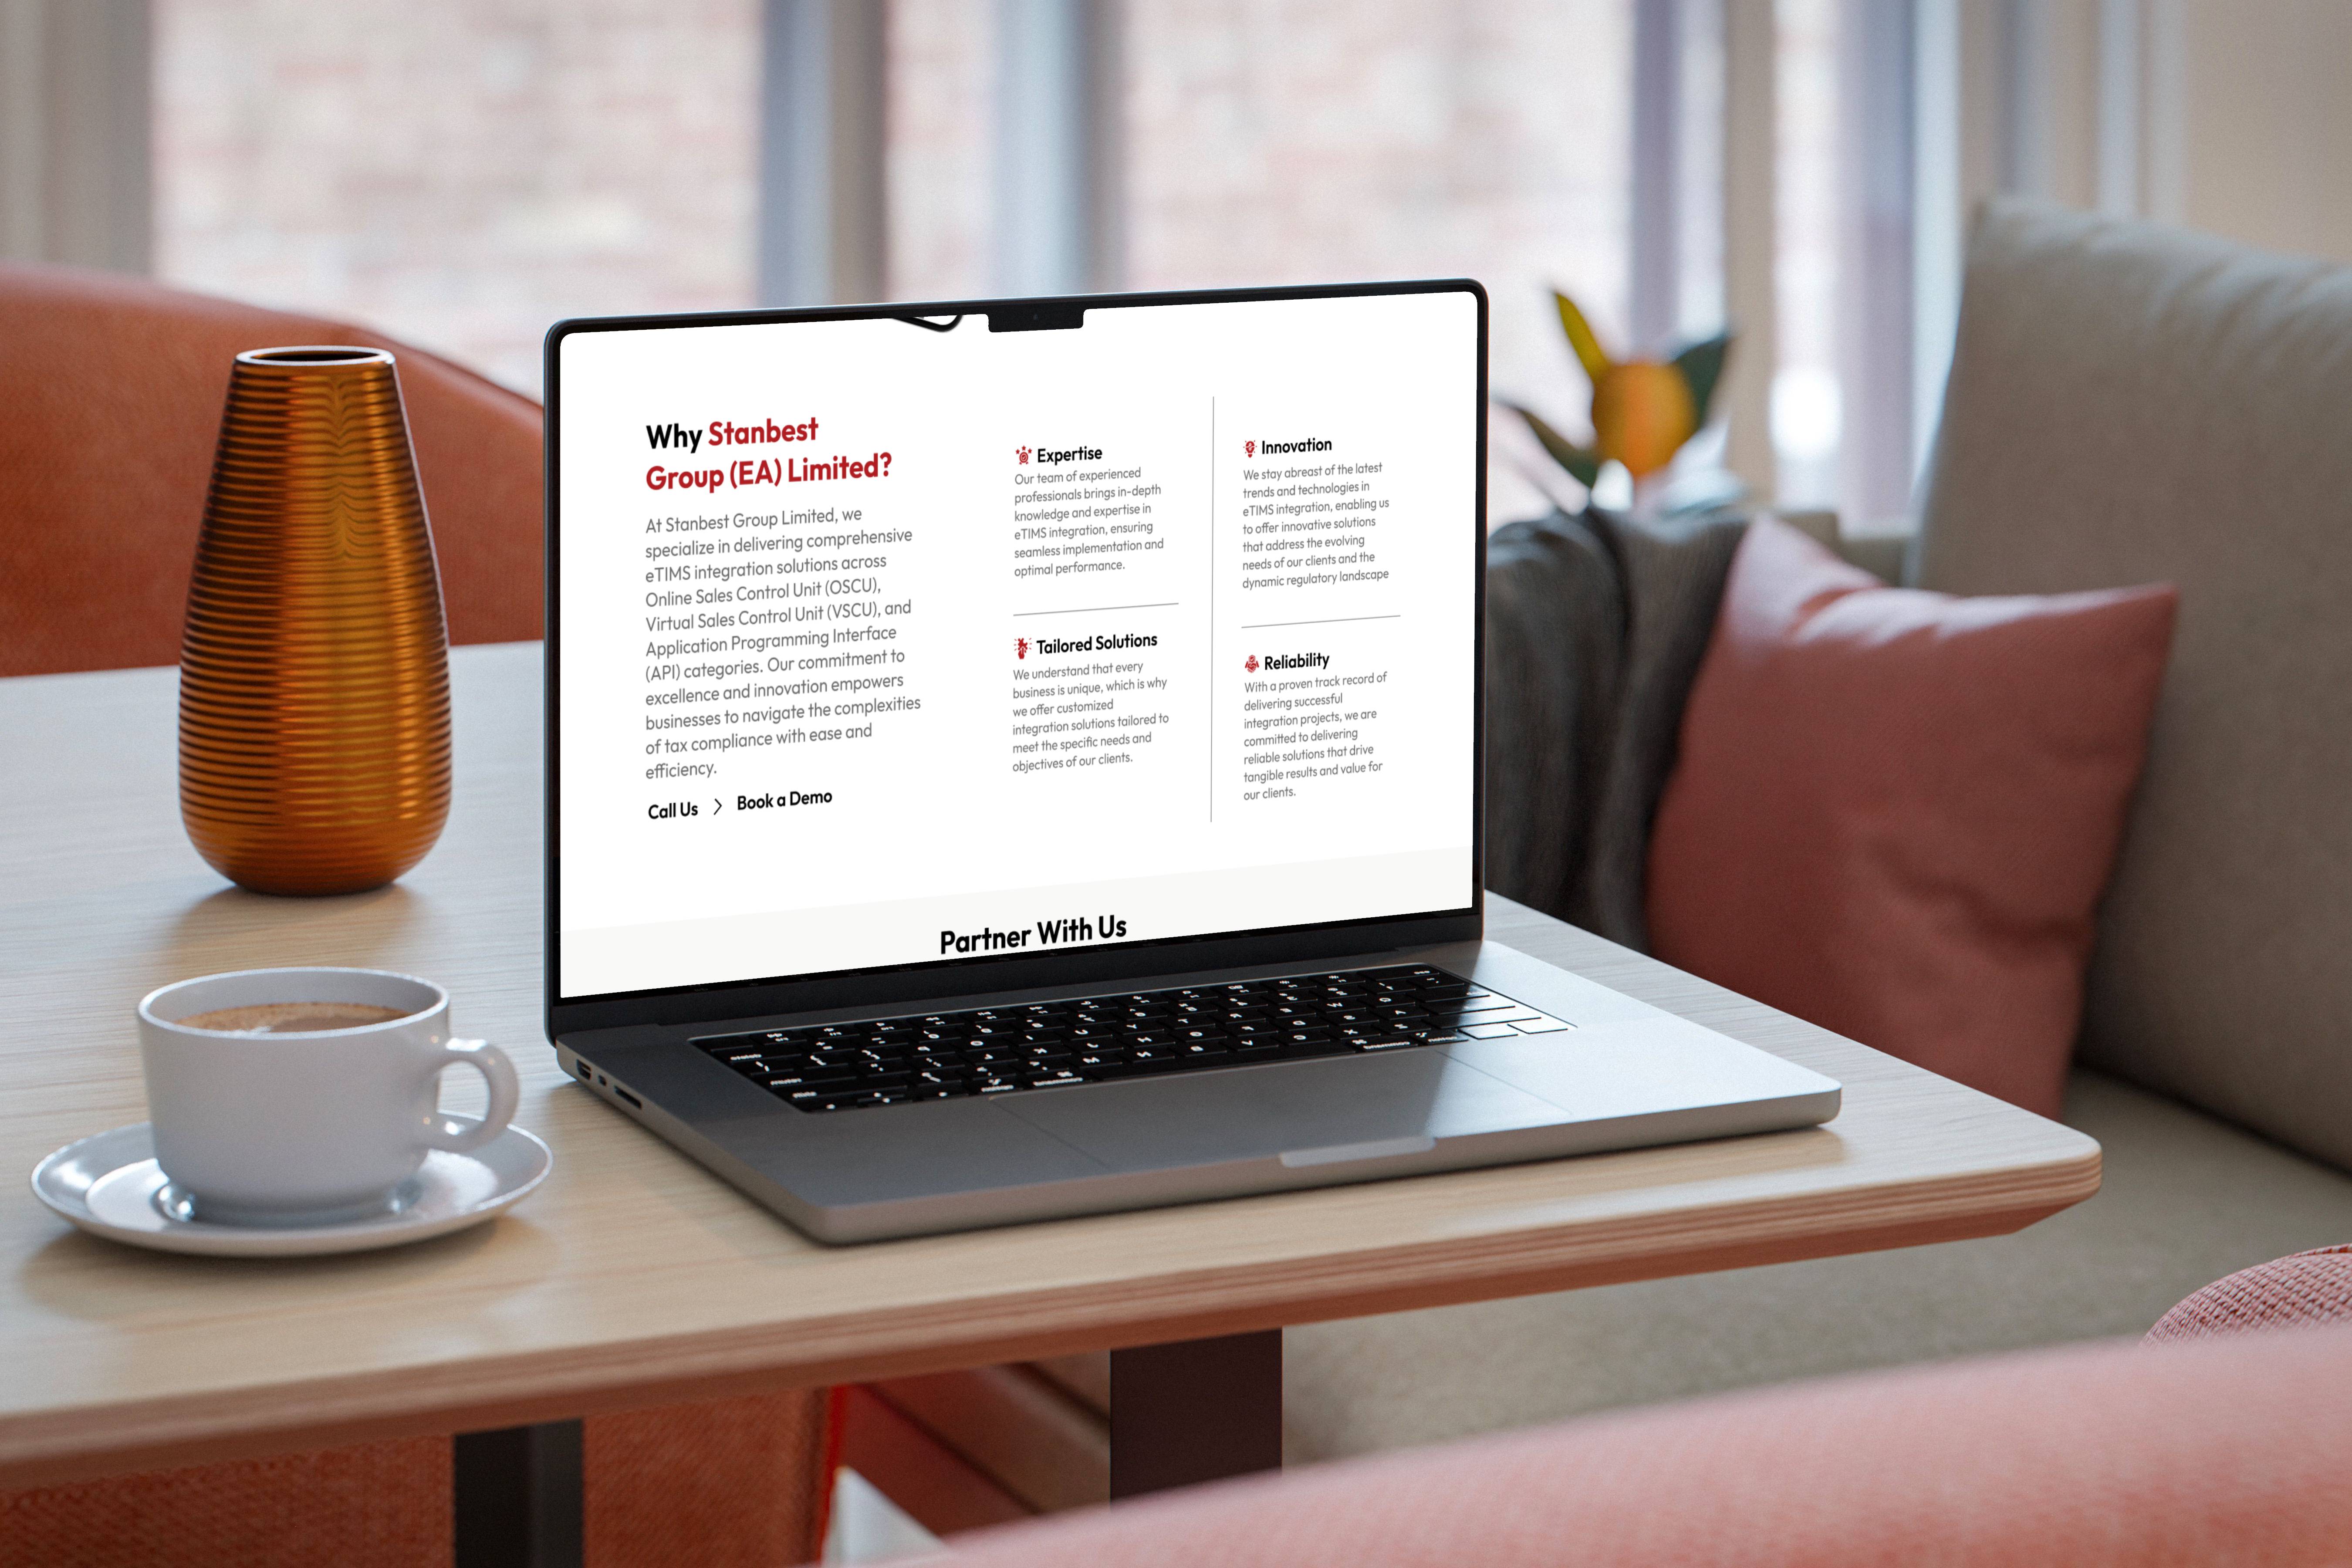 Why Stanbest
Group (EA) Limited?
At Stanbest Group Limited, we
specialize in delivering comprehensive
eTIMS integration solutions across
Online Sales Control Unit (OSCU),
Virtual Sales Control Unit (VSCU), and
Application Programming Interface
(API) categories. Our commitment to
excellence and innovation empowers
businesses to navigate the complexities
of tax compliance with ease and
efficiency.
Call Us > Book a Demo
Expertise
Our team of experienced
professionals brings in-depth
knowledge and expertise in
eTIMS integration, ensuring
seamless implementation and
optimal performance.
Tailored Solutions
We understand that every
business is unique, which is why
we offer customized
integration solutions tailored to
meet the specific needs and
objectives of our clients.
Innovation
We stay abreast of the latest
trends and technologies in
eTIMS integration, enabling us
to offer innovative solutions
that address the evolving
needs of our clients and the
dynamic regulatory landscape
Reliability
With a proven track record of
delivering successful
integration projects, we are
committed to delivering
reliable solutions that drive
tangible results and value for
our clients.
Partner With Us